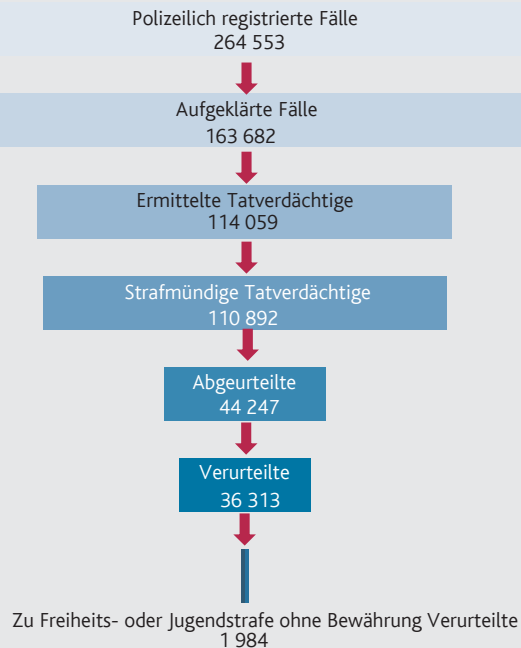 Polizeilich registrierte Fälle
264 553
Aufgeklärte Fälle
163 682
Ermittelte Tatverdächtige
114 059
Strafmündige Tatverdächtige
110 892
Abgeurteilte
44 247
Verurteilte
36 313
Zu Freiheits- oder Jugendstrafe ohne Bewährung Verurteilte
1 984